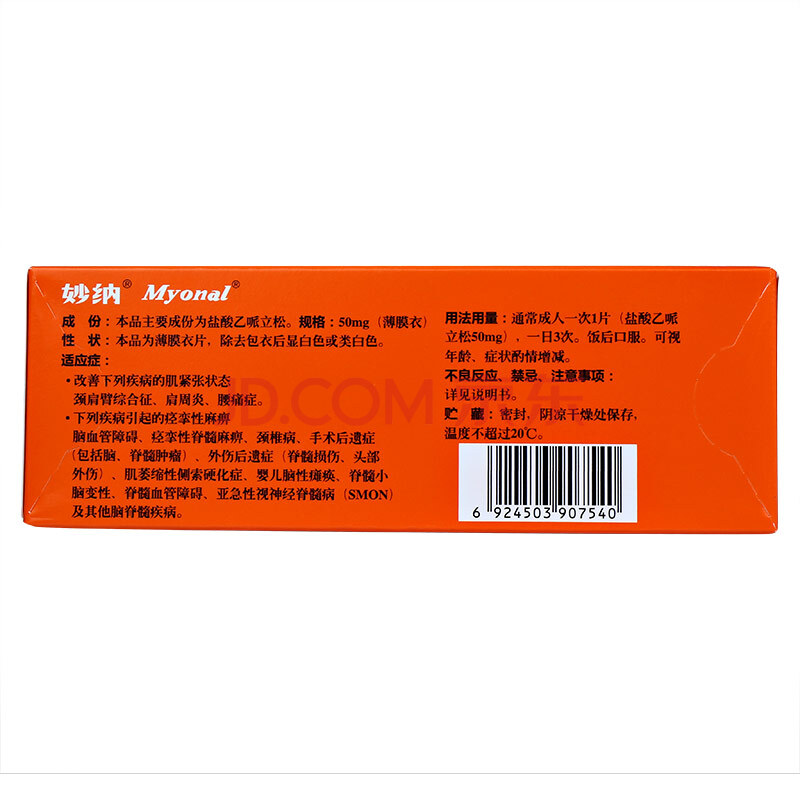 妙纳® Myonal®
成 份：本品主要成份为盐酸乙哌立松。规格：50mg（薄膜衣）
性 状：本品为薄膜衣片，除去包衣后显白色或类白色。
适应症：
·改善下列疾病的肌紧张状态
颈肩臂综合征、肩周炎、腰痛症。
·下列疾病引起的痉挛性麻痹
脑血管障碍、痉挛性脊髓麻痹、颈椎病、手术后遗症
（包括脑、脊髓肿瘤）、外伤后遗症（脊髓损伤、头部
外伤）、肌萎缩性侧索硬化症、婴儿脑性瘫痪、脊髓小
脑变性、脊髓血管障碍、亚急性视神经脊髓病（SMON）
及其他脑脊髓疾病。
用法用量：通常成人一次1片（盐酸乙哌
立松50mg），一日3次。饭后口服。可视
年龄、症状酌情增减。
不良反应、禁忌、注意事项：
详见说明书。
贮 藏：密封，阴凉干燥处保存，
温度不超过20℃。
6 924503 907540
JD.COM 京东